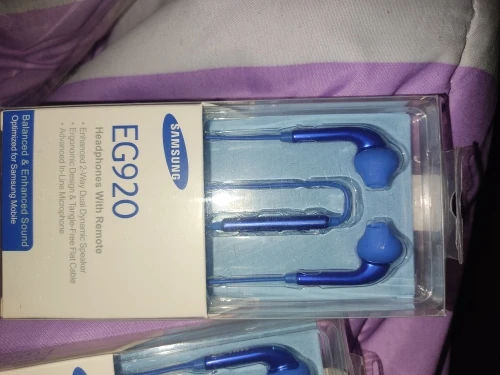 SAMSUNG
EG920
Headphones With Remote
• Enhanced 2-Way Dual Dynamic Speaker
• Ergonomic Design & Tangle-Free Flat Cable
• Advanced In-Line Microphone
Balanced & Enhanced Sound
Optimized for Samsung Mobile